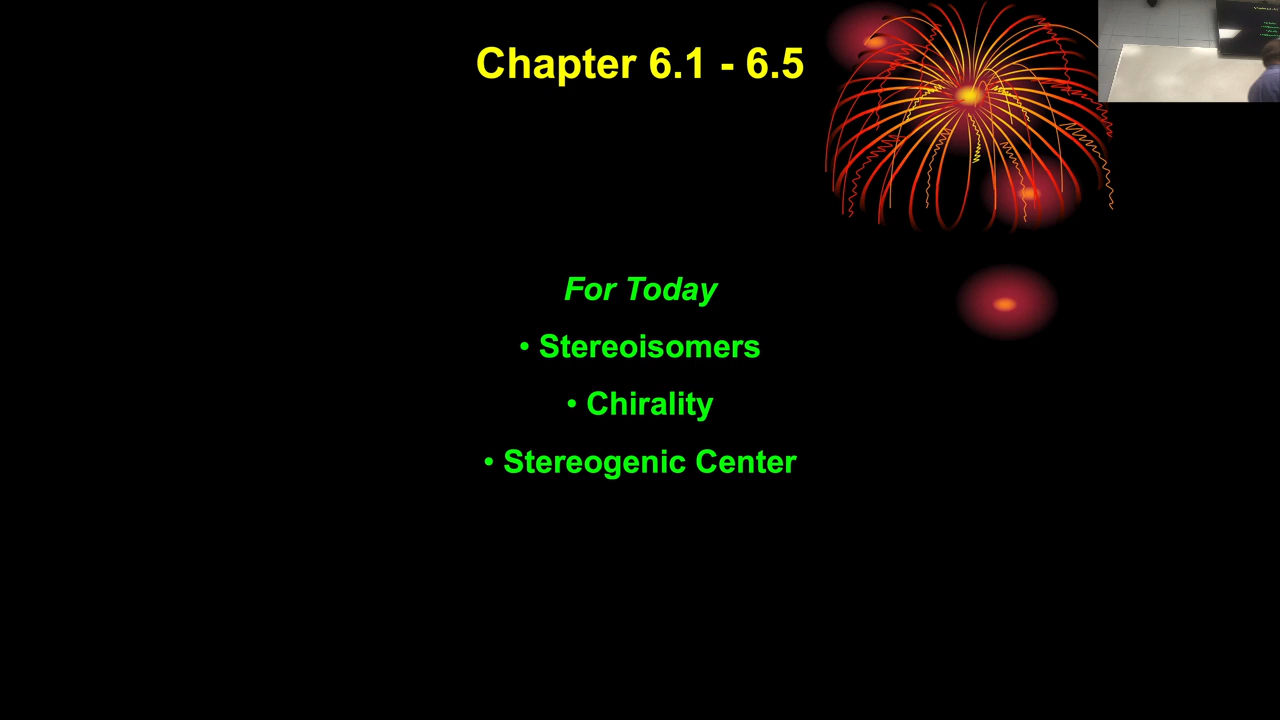 Chapter 6.1 - 6.5
For Today
• Stereoisomers
• Chirality
• Stereogenic Center